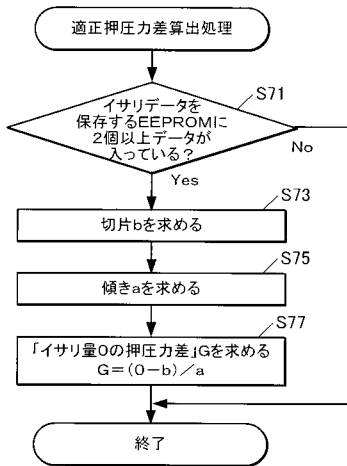 適正押圧力差算出処理
S71
イサリデータを
保存するEEPROMに
2個以上データが
入っている?
No
Yes
S73
切片bを求める
S75
傾きaを求める
S77
「イサリ量0の押圧力差」Gを求める
G=(0-b)/a
終了